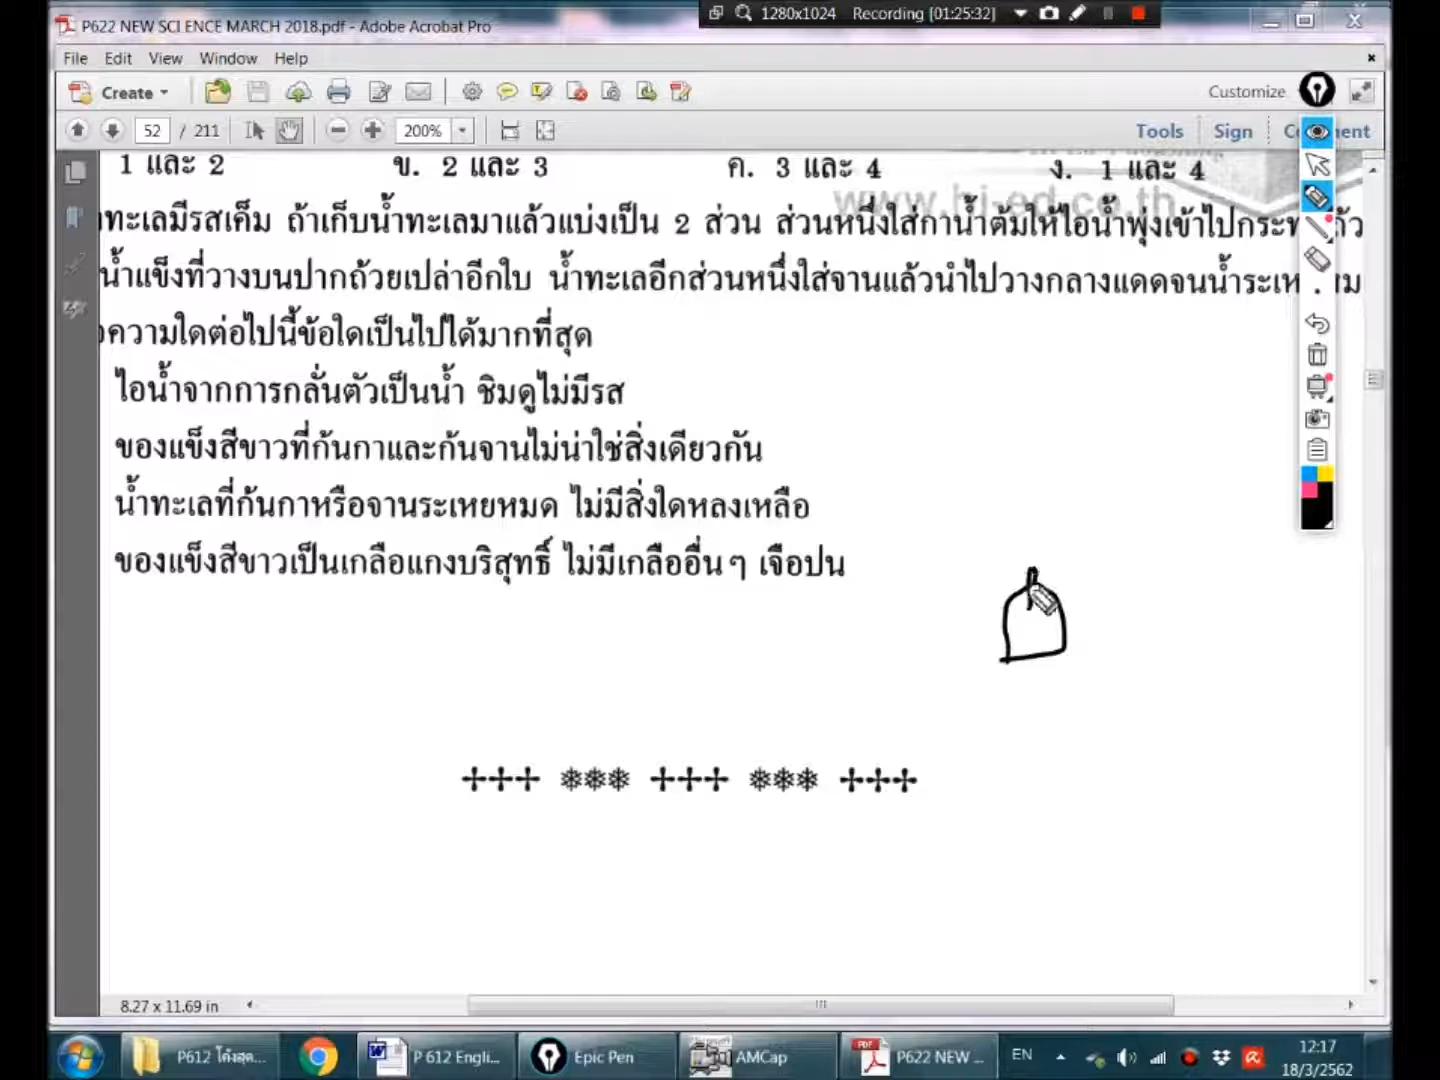 1280x1024 Recording [01:25:32]
P622 NEW SCI ENCE MARCH 2018.pdf - Adobe Acrobat Pro
File Edit View Window Help
Create Customize
52 / 211 200% Tools Sign
1 และ 2 ข. 2 และ 3 ค. 3 และ 4 ง. 1 และ 4
ทะเลมีรสเค็ม ถ้าเก็บน้ำทะเลมาแล้วแบ่งเป็น 2 ส่วน ส่วนหนึ่งใส่กาน้ำต้มให้ไอน้ำพุ่งเข้าไป
น้ำแข็งที่วางบนปากถ้วยเปล่าอีกใบ น้ำทะเลอีกส่วนหนึ่งใส่จานแล้วนำไปวางกลางแดดจนน้ำ
ความใดต่อไปนี้ข้อใดเป็นไปได้มากที่สุด
ไอน้ำจากการกลั่นตัวเป็นน้ำ ชิมดูไม่มีรส
ของแข็งสีขาวที่ก้นกาและก้นจานไม่น่าใช่สิ่งเดียวกัน
น้ำทะเลที่ก้นกาหรือจานระเหยหมด ไม่มีสิ่งใดหลงเหลือ
ของแข็งสีขาวเป็นเกลือแกงบริสุทธิ์ ไม่มีเกลืออื่นๆ เจือปน
8.27 x 11.69 in
P612 โค้งสุด... P 612 Engli... Epic Pen AMCap P622 NEW ... EN 12:17
18/3/2562